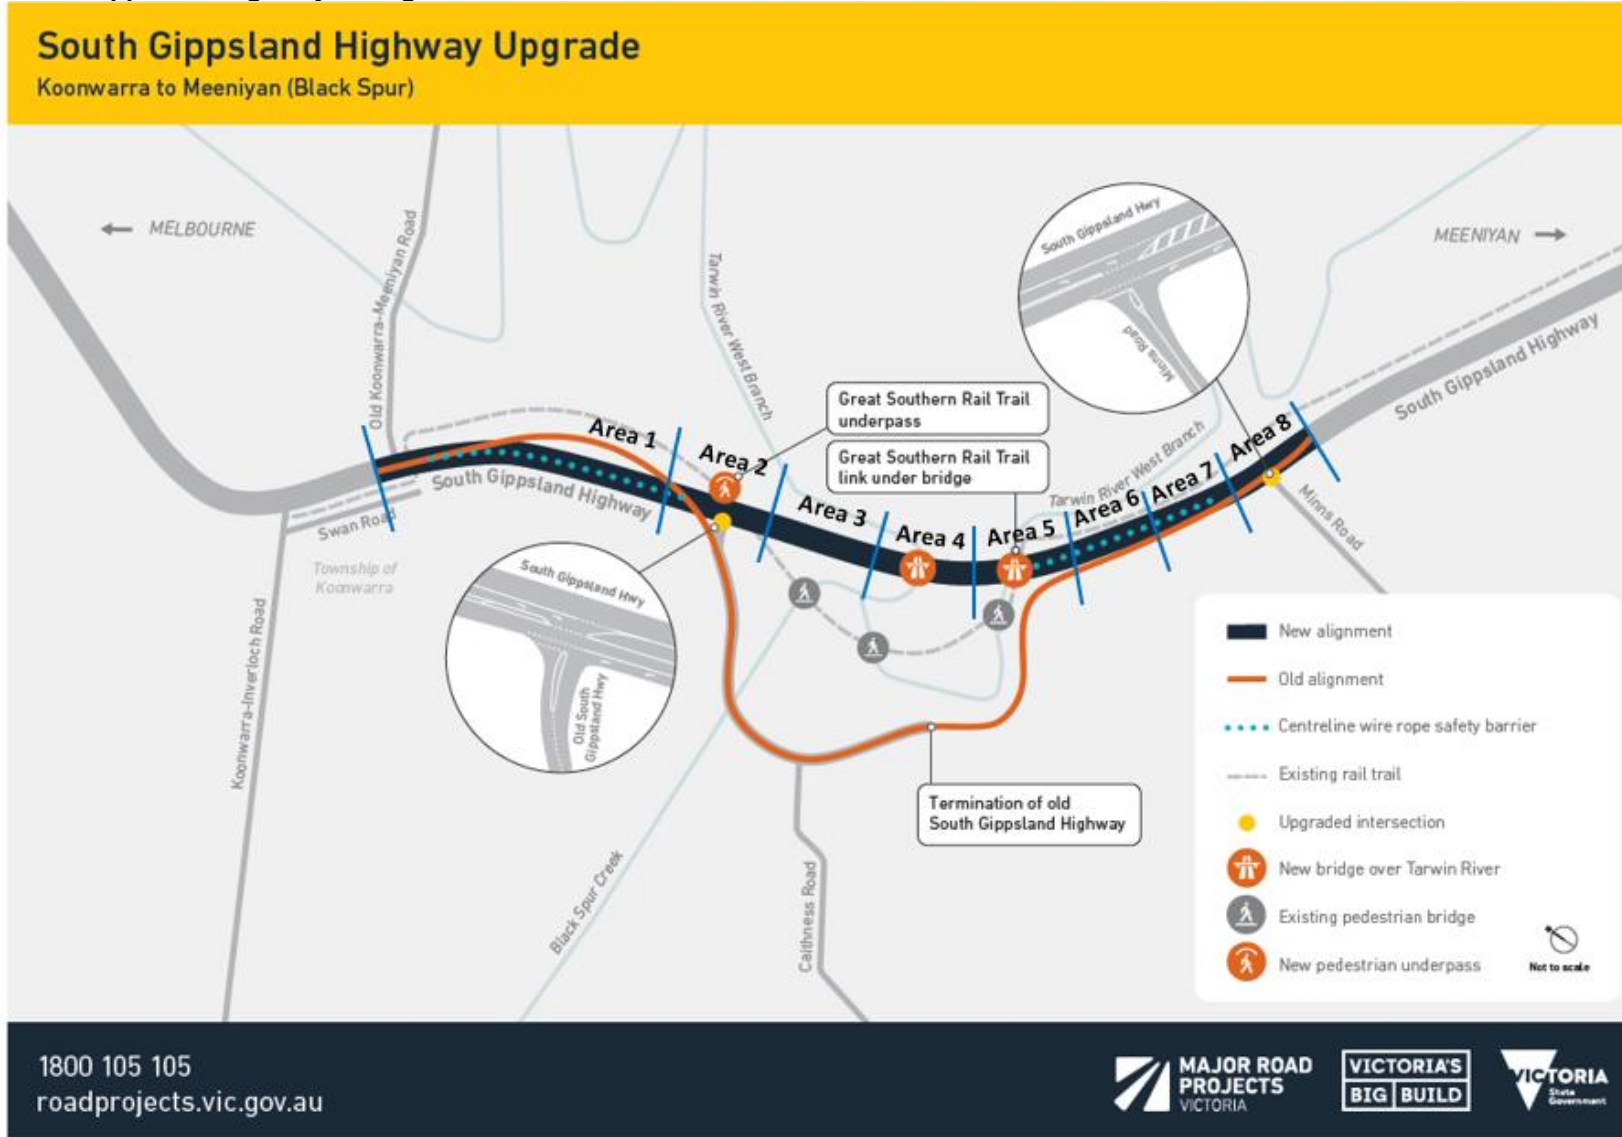 South Gippsland Highway Upgrade
Koonwarra to Meeniyan (Black Spur)
MELBOURNE
MEENIYAN
Old Koonwarra-Meeniyan Road
Tarwin River West Branch
South Gippsland Hwy
Minns Road
South Gippsland Highway
Great Southern Rail Trail
underpass
Great Southern Rail Trail
link under bridge
Tarwin River West Branch
Area 1
Area 2
Area 3
Area 4
Area 5
Area 6
Area 7
Area 8
South Gippsland Highway
Swan Road
Minns Road
Township of
Koonwarra
South Gippsland Hwy
Old South
Gippsland Hwy
Koonwarra-Inverloch Road
Black Spur Creek
Caithness Road
Termination of old
South Gippsland Highway
New alignment
Old alignment
Centreline wire rope safety barrier
Existing rail trail
Upgraded intersection
New bridge over Tarwin River
Existing pedestrian bridge
New pedestrian underpass
Not to scale
1800 105 105
roadprojects.vic.gov.au
MAJOR ROAD
PROJECTS
VICTORIA
VICTORIA'S
BIG BUILD
VICTORIA
State
Government